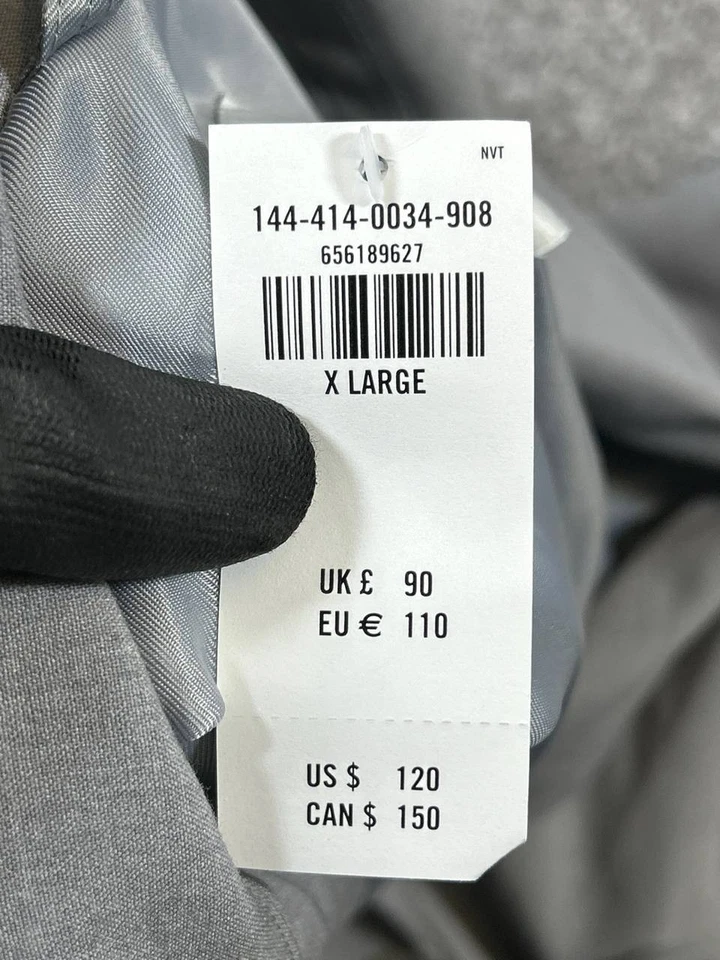 NVT
144-414-0034-908
656189627
X LARGE
UK £ 90
EU € 110
US $ 120
CAN $ 150